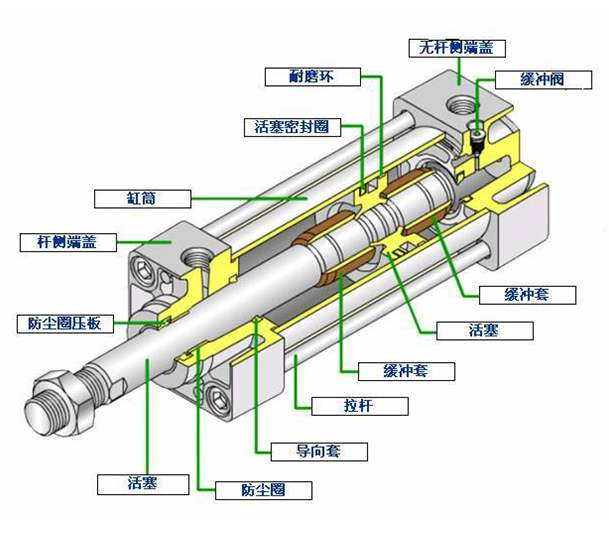 无杆侧端盖
耐磨环
缓冲阀
活塞密封圈
缸筒
杆侧端盖
缓冲套
防尘圈压板
活塞
缓冲套
拉杆
导向套
活塞
防尘圈